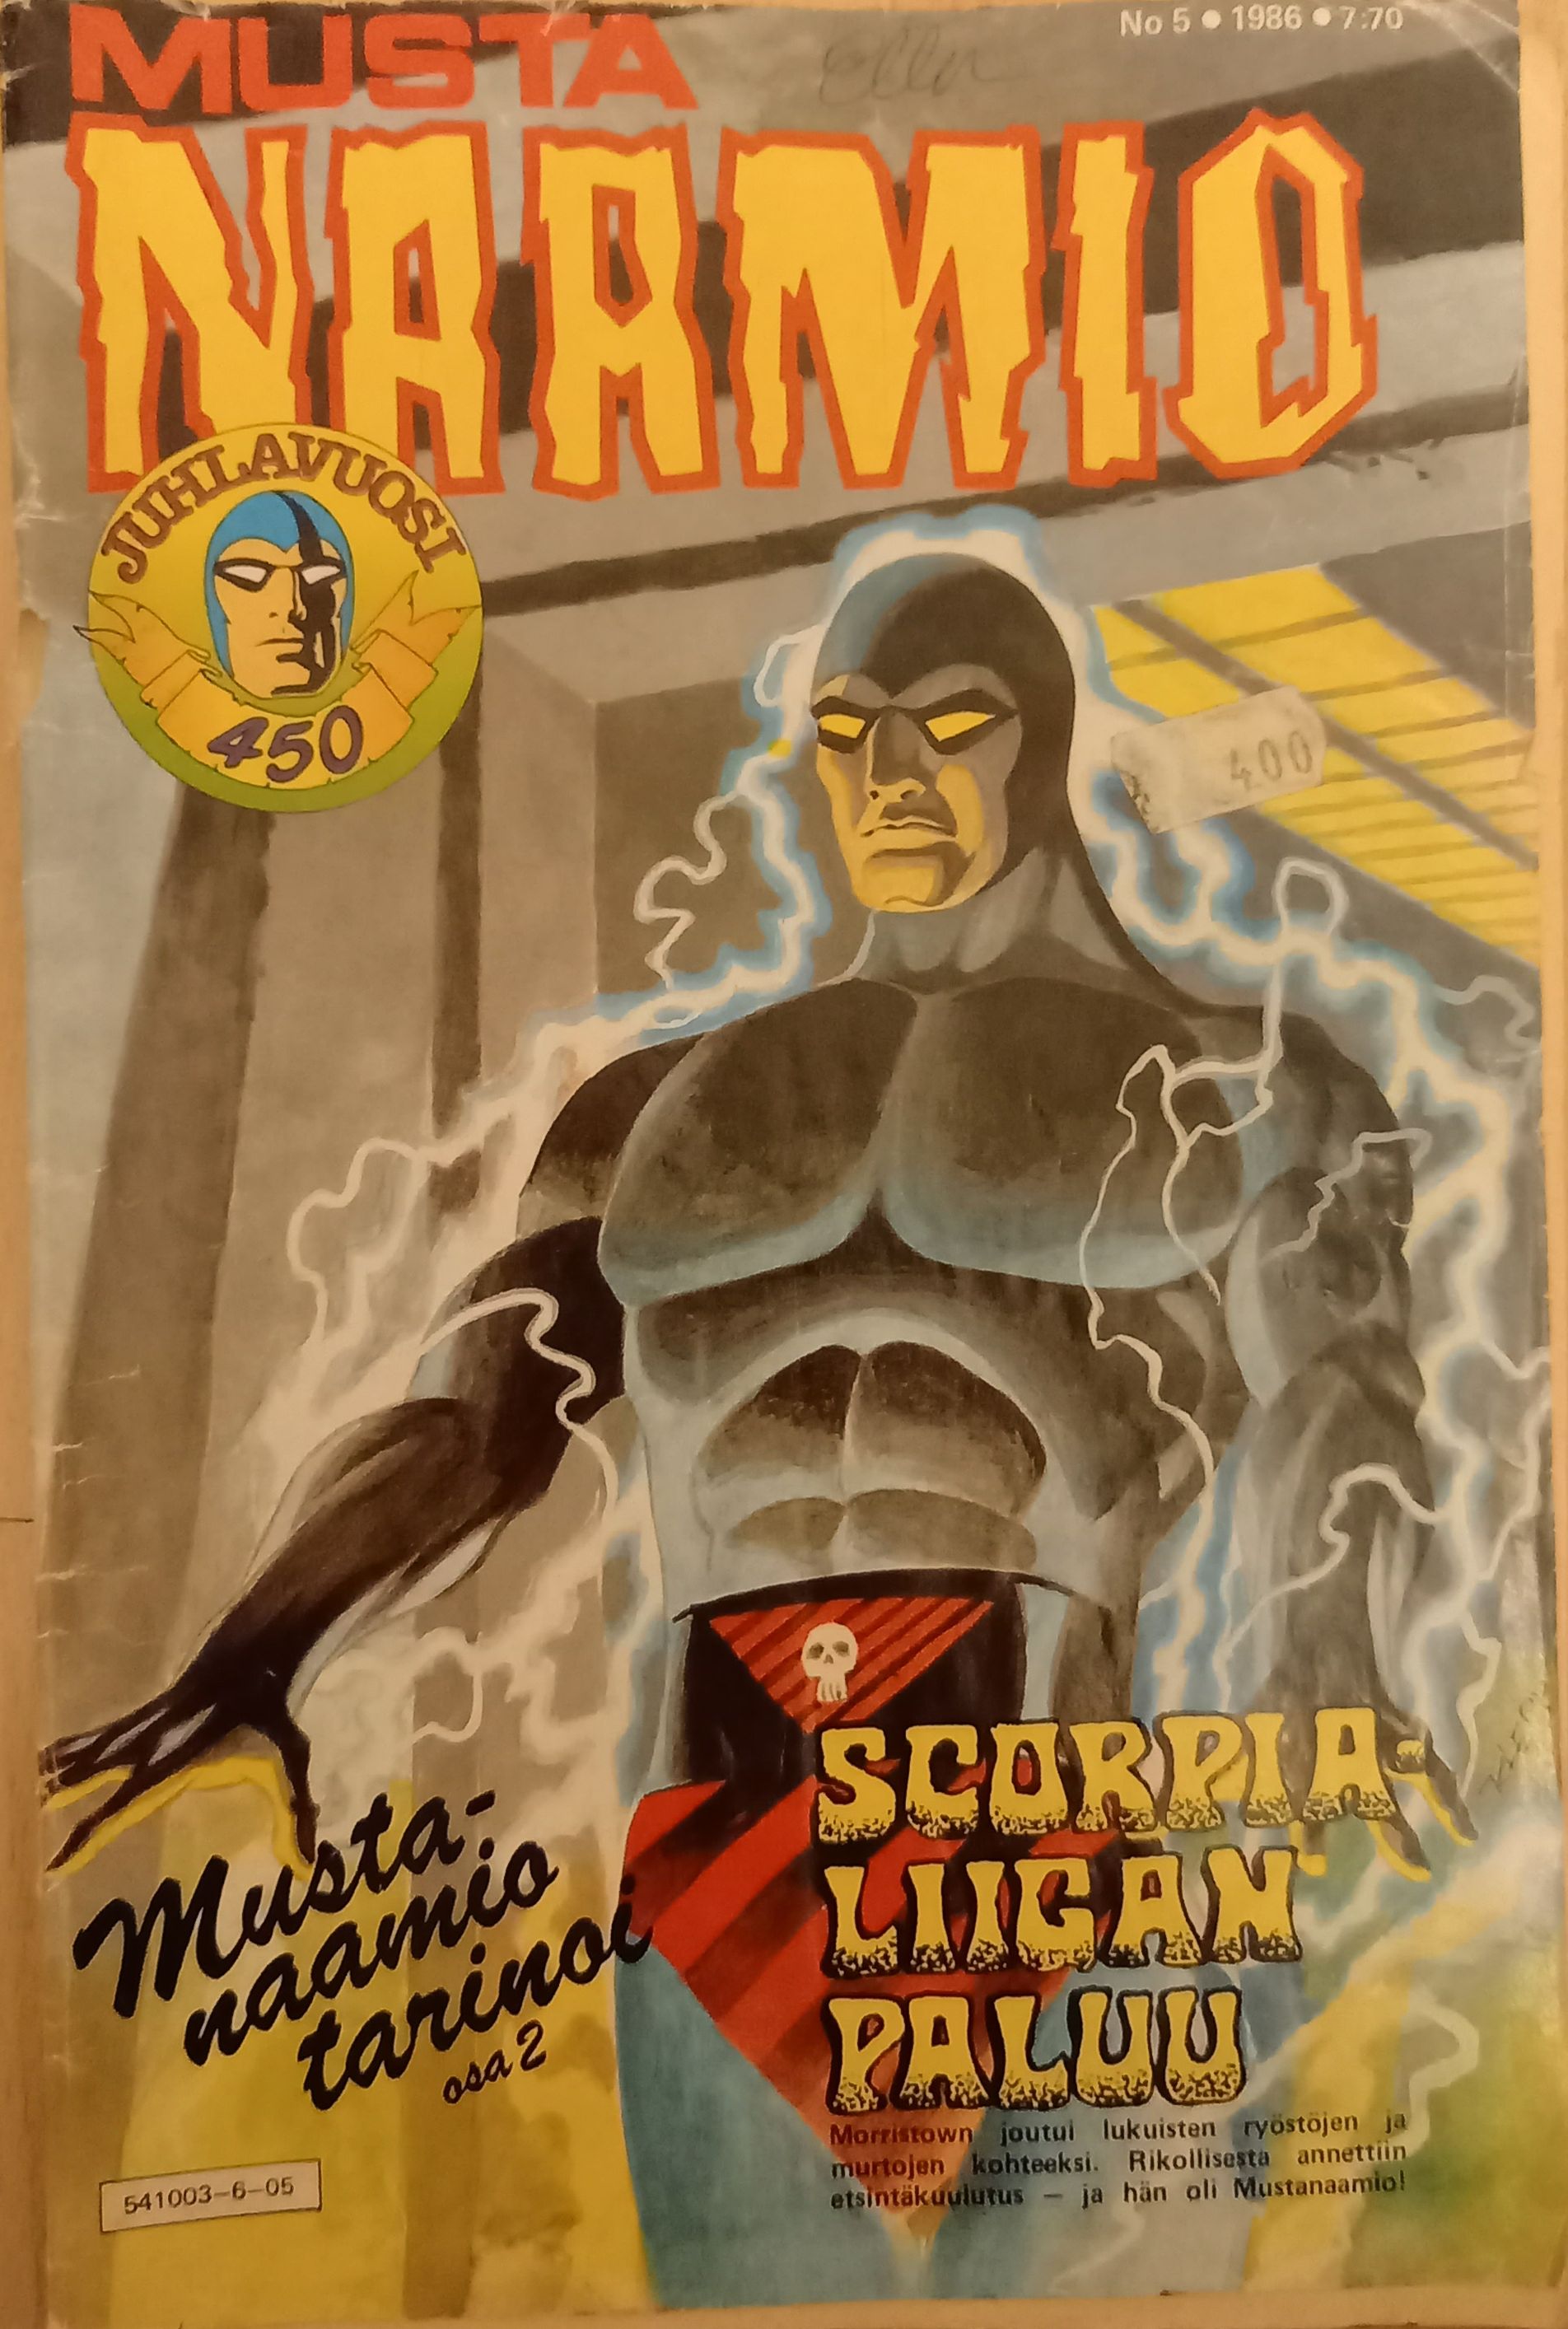 No 5 • 1986 • 7:70
MUSTA
NAAMIO
JUHLAVUOSI
450
400
SCORPIA-
LIIGAN
PALUU
Musta-
naamio
tarinoi
osa 2
Morristown joutui lukuisten ryöstöjen ja
murtojen kohteeksi. Rikollisesta annettiin
etsintäkuulutus — ja hän oli Mustanaamio!
541003-6-05